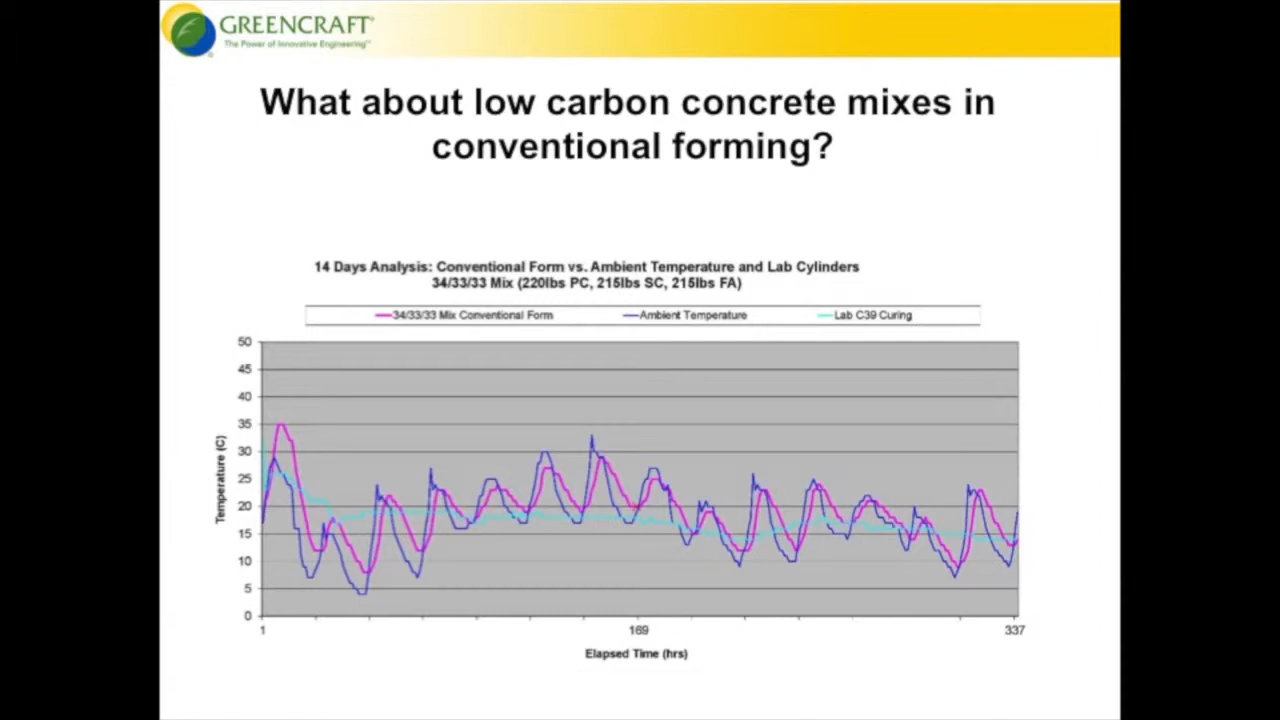 GREENCRAFT®
The Power of Innovative Engineering™
What about low carbon concrete mixes in
conventional forming?
14 Days Analysis: Conventional Form vs. Ambient Temperature and Lab Cylinders
34/33/33 Mix (220lbs PC, 215lbs SC, 215lbs FA)
34/33/33 Mix Conventional Form Ambient Temperature Lab C39 Curing
50
45
40
35
30
25
20
15
10
5
0
Temperature (C)
1 169 337
Elapsed Time (hrs)